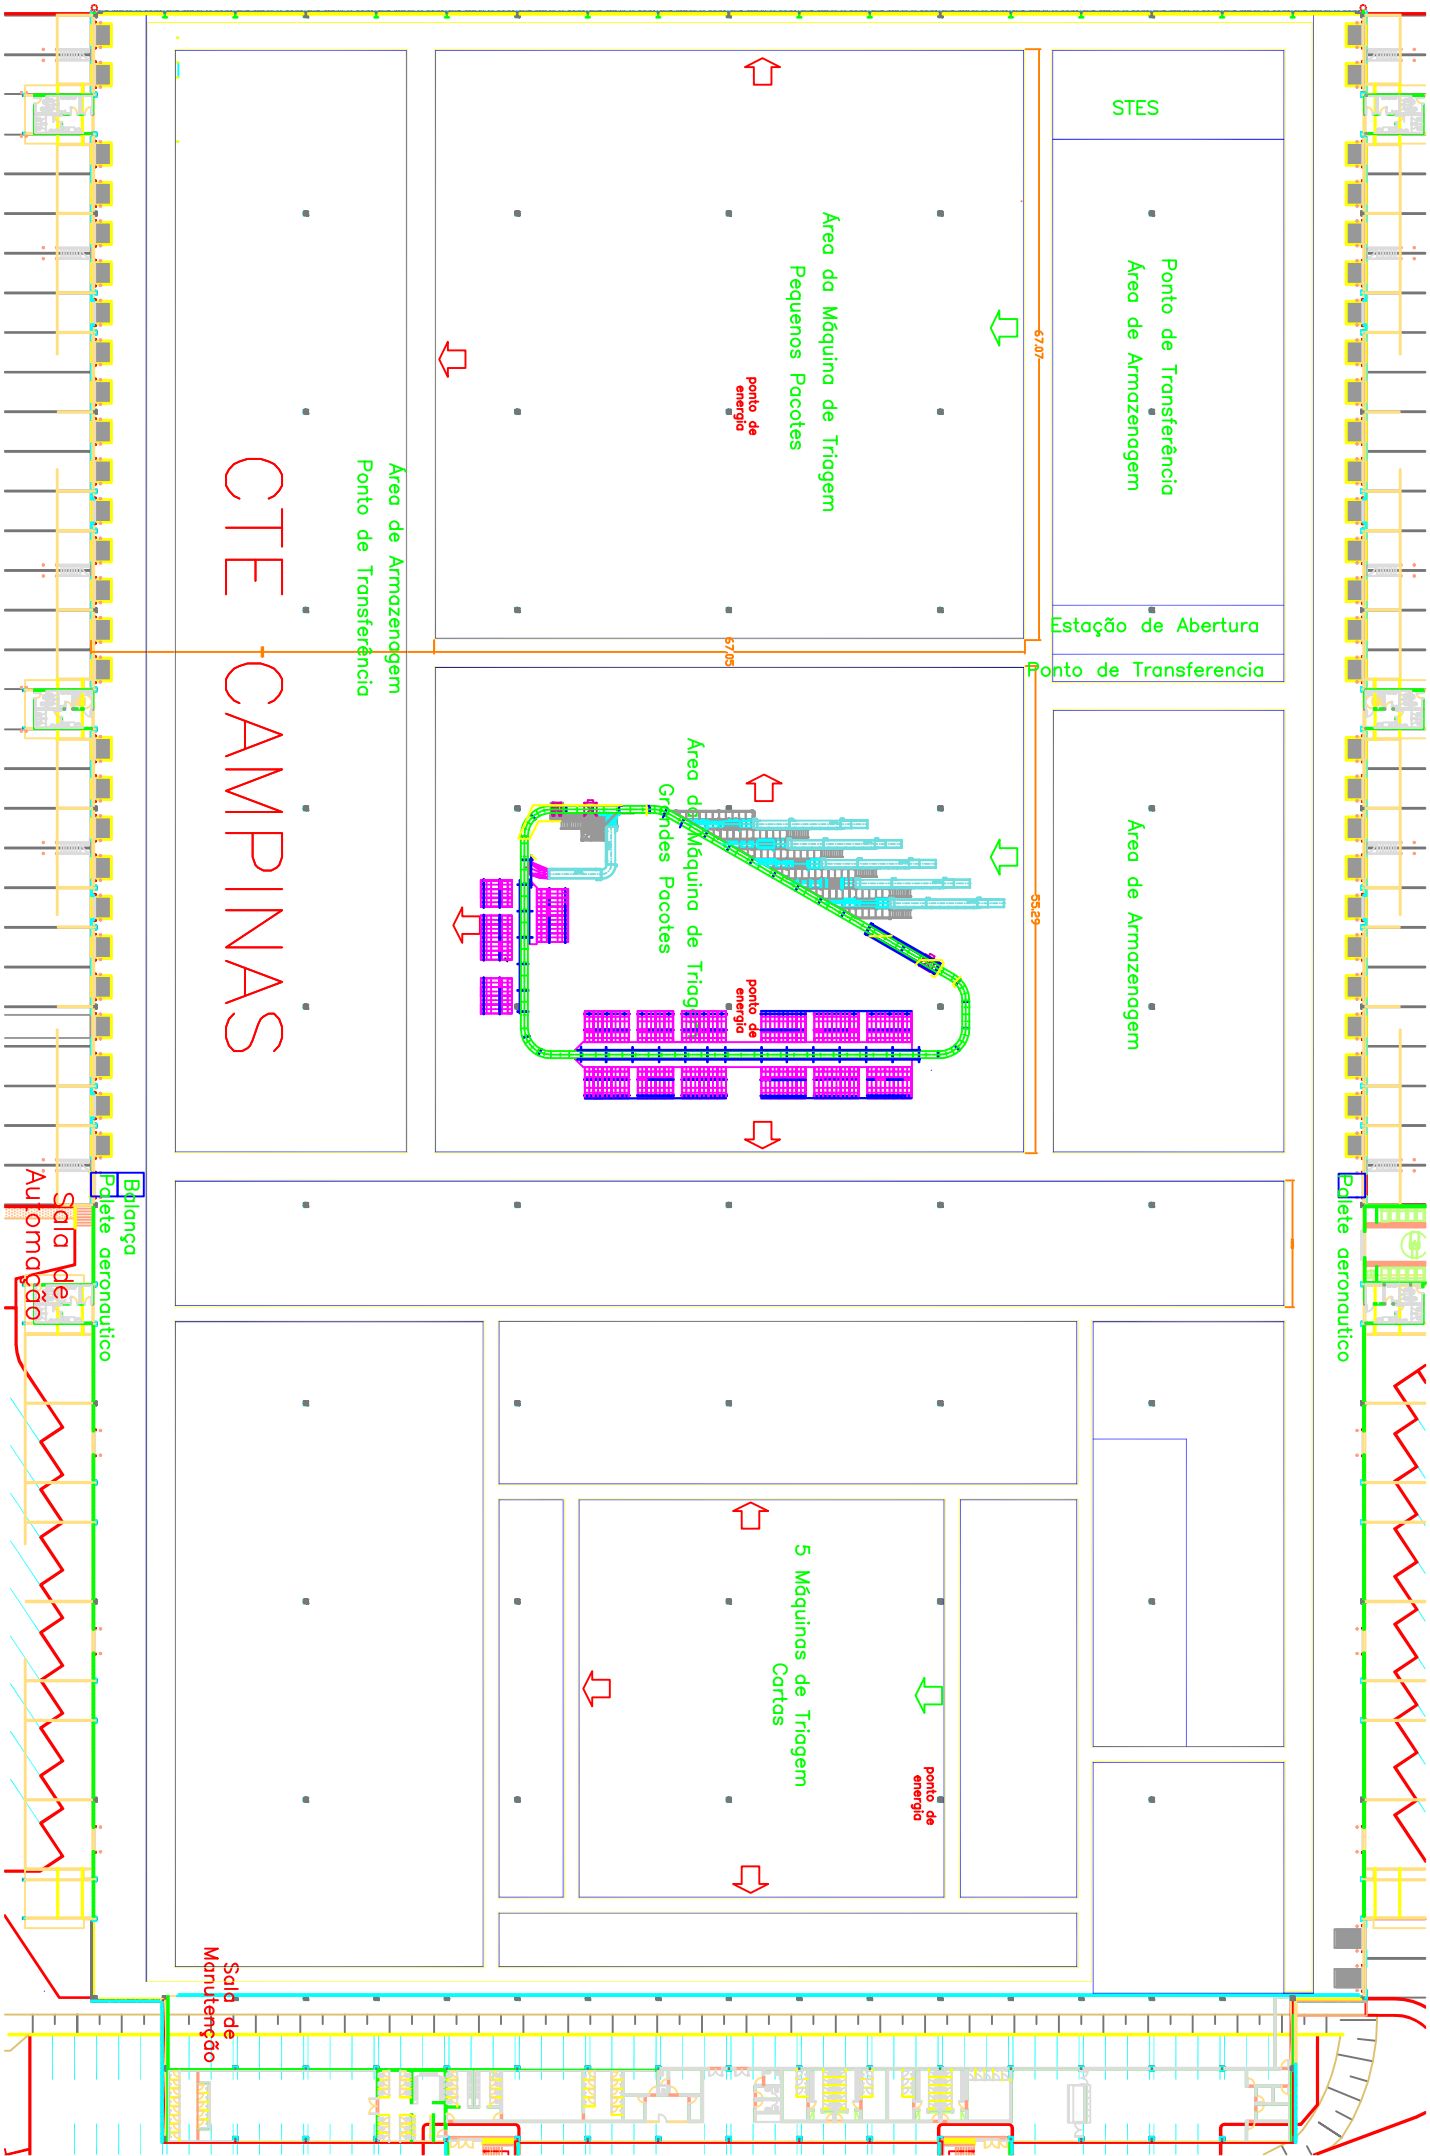 STES
Ponto de Transferência
Área de Armazenagem
Área da Máquina de Triagem
Pequenos Pacotes
67.07
ponto de
energia
Área de Armazenagem
Ponto de Transferência
CTE - CAMPINAS
Estação de Abertura
Ponto de Transferencia
67.05
Área da Máquina de Triagem
Grandes Pacotes
55.29
Área de Armazenagem
ponto de
energia
Balança
Palete aeronautico
Sala de
Automação
Palete aeronautico
5 Máquinas de Triagem
Cartas
ponto de
energia
Sala de
Manutenção